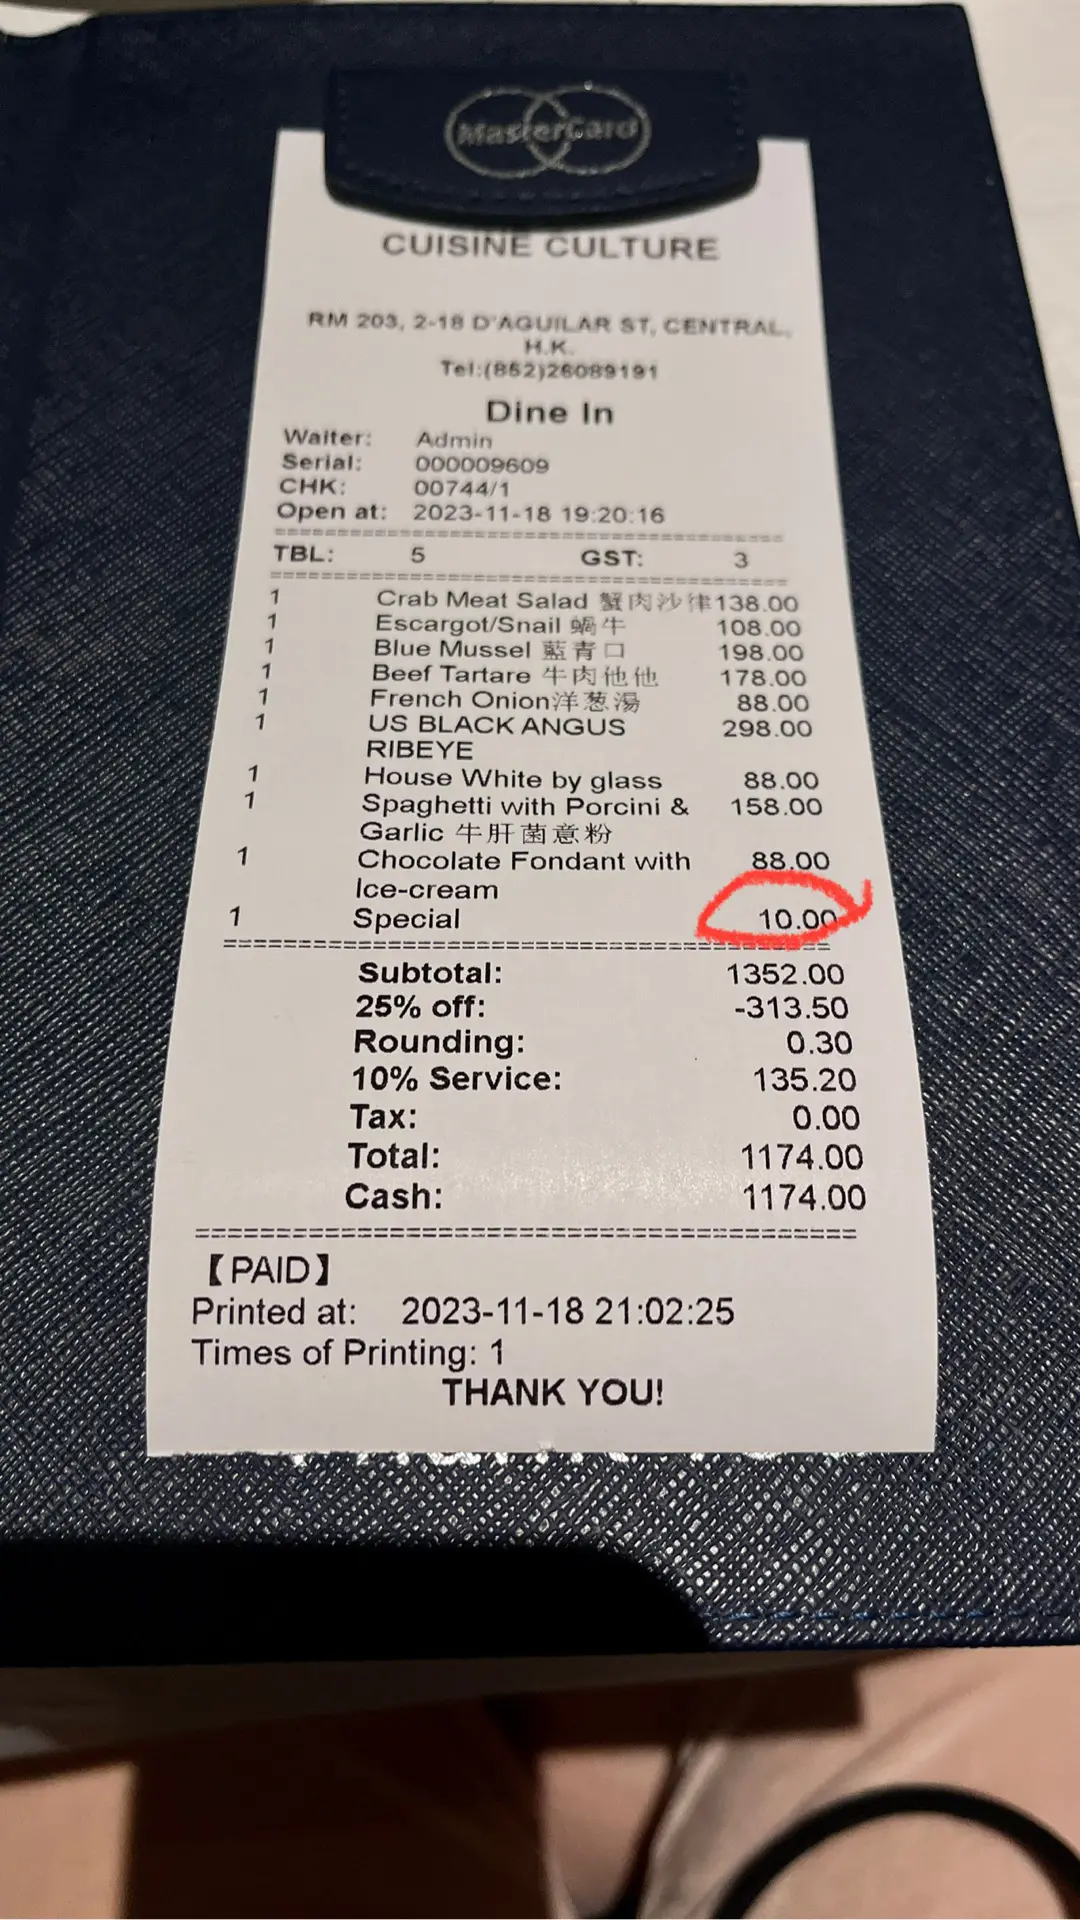 MasterCard
CUISINE CULTURE
RM 203, 2-18 D'AGUILAR ST, CENTRAL,
H.K.
Tel:(852)26089191
Dine In
Waiter: Admin
Serial: 000009609
CHK: 00744/1
Open at: 2023-11-18 19:20:16
========================================
TBL: 5 GST: 3
========================================
1 Crab Meat Salad 蟹肉沙律 138.00
1 Escargot/Snail 蝸牛 108.00
1 Blue Mussel 藍青口 198.00
1 Beef Tartare 牛肉他他 178.00
1 French Onion洋葱湯 88.00
1 US BLACK ANGUS 298.00
RIBEYE
1 House White by glass 88.00
1 Spaghetti with Porcini & 158.00
Garlic 牛肝菌意粉
1 Chocolate Fondant with 88.00
Ice-cream
1 Special 10.00
========================================
Subtotal: 1352.00
25% off: -313.50
Rounding: 0.30
10% Service: 135.20
Tax: 0.00
Total: 1174.00
Cash: 1174.00
========================================
【PAID】
Printed at: 2023-11-18 21:02:25
Times of Printing: 1
THANK YOU!